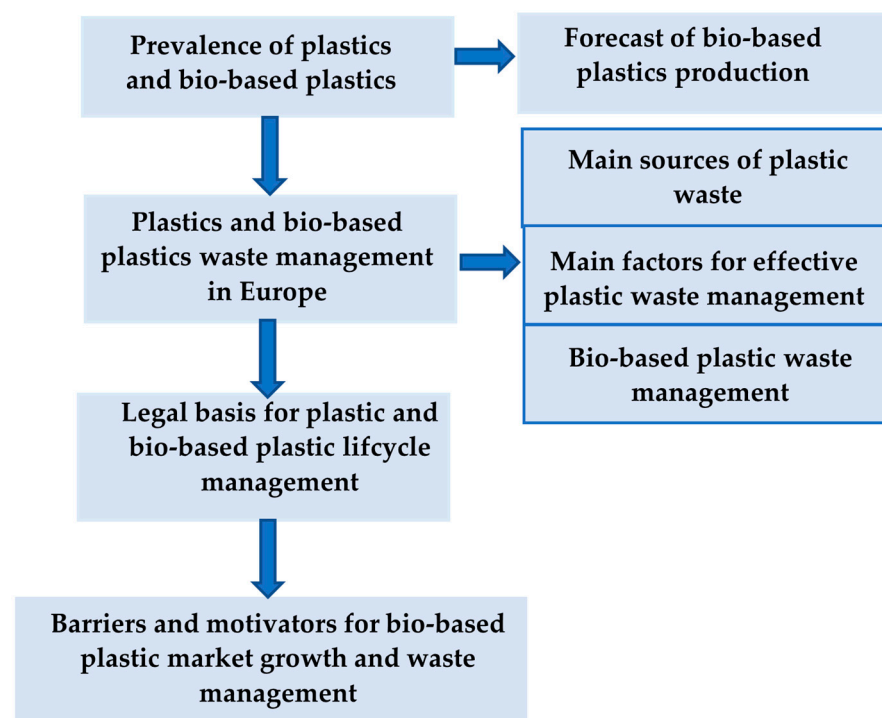 Prevalence of plastics
and bio-based plastics
Forecast of bio-based
plastics production
Main sources of plastic
waste
Plastics and bio-based
plastics waste management
in Europe
Main factors for effective
plastic waste management
Bio-based plastic waste
management
Legal basis for plastic and
bio-based plastic lifcycle
management
Barriers and motivators for bio-based
plastic market growth and waste
management